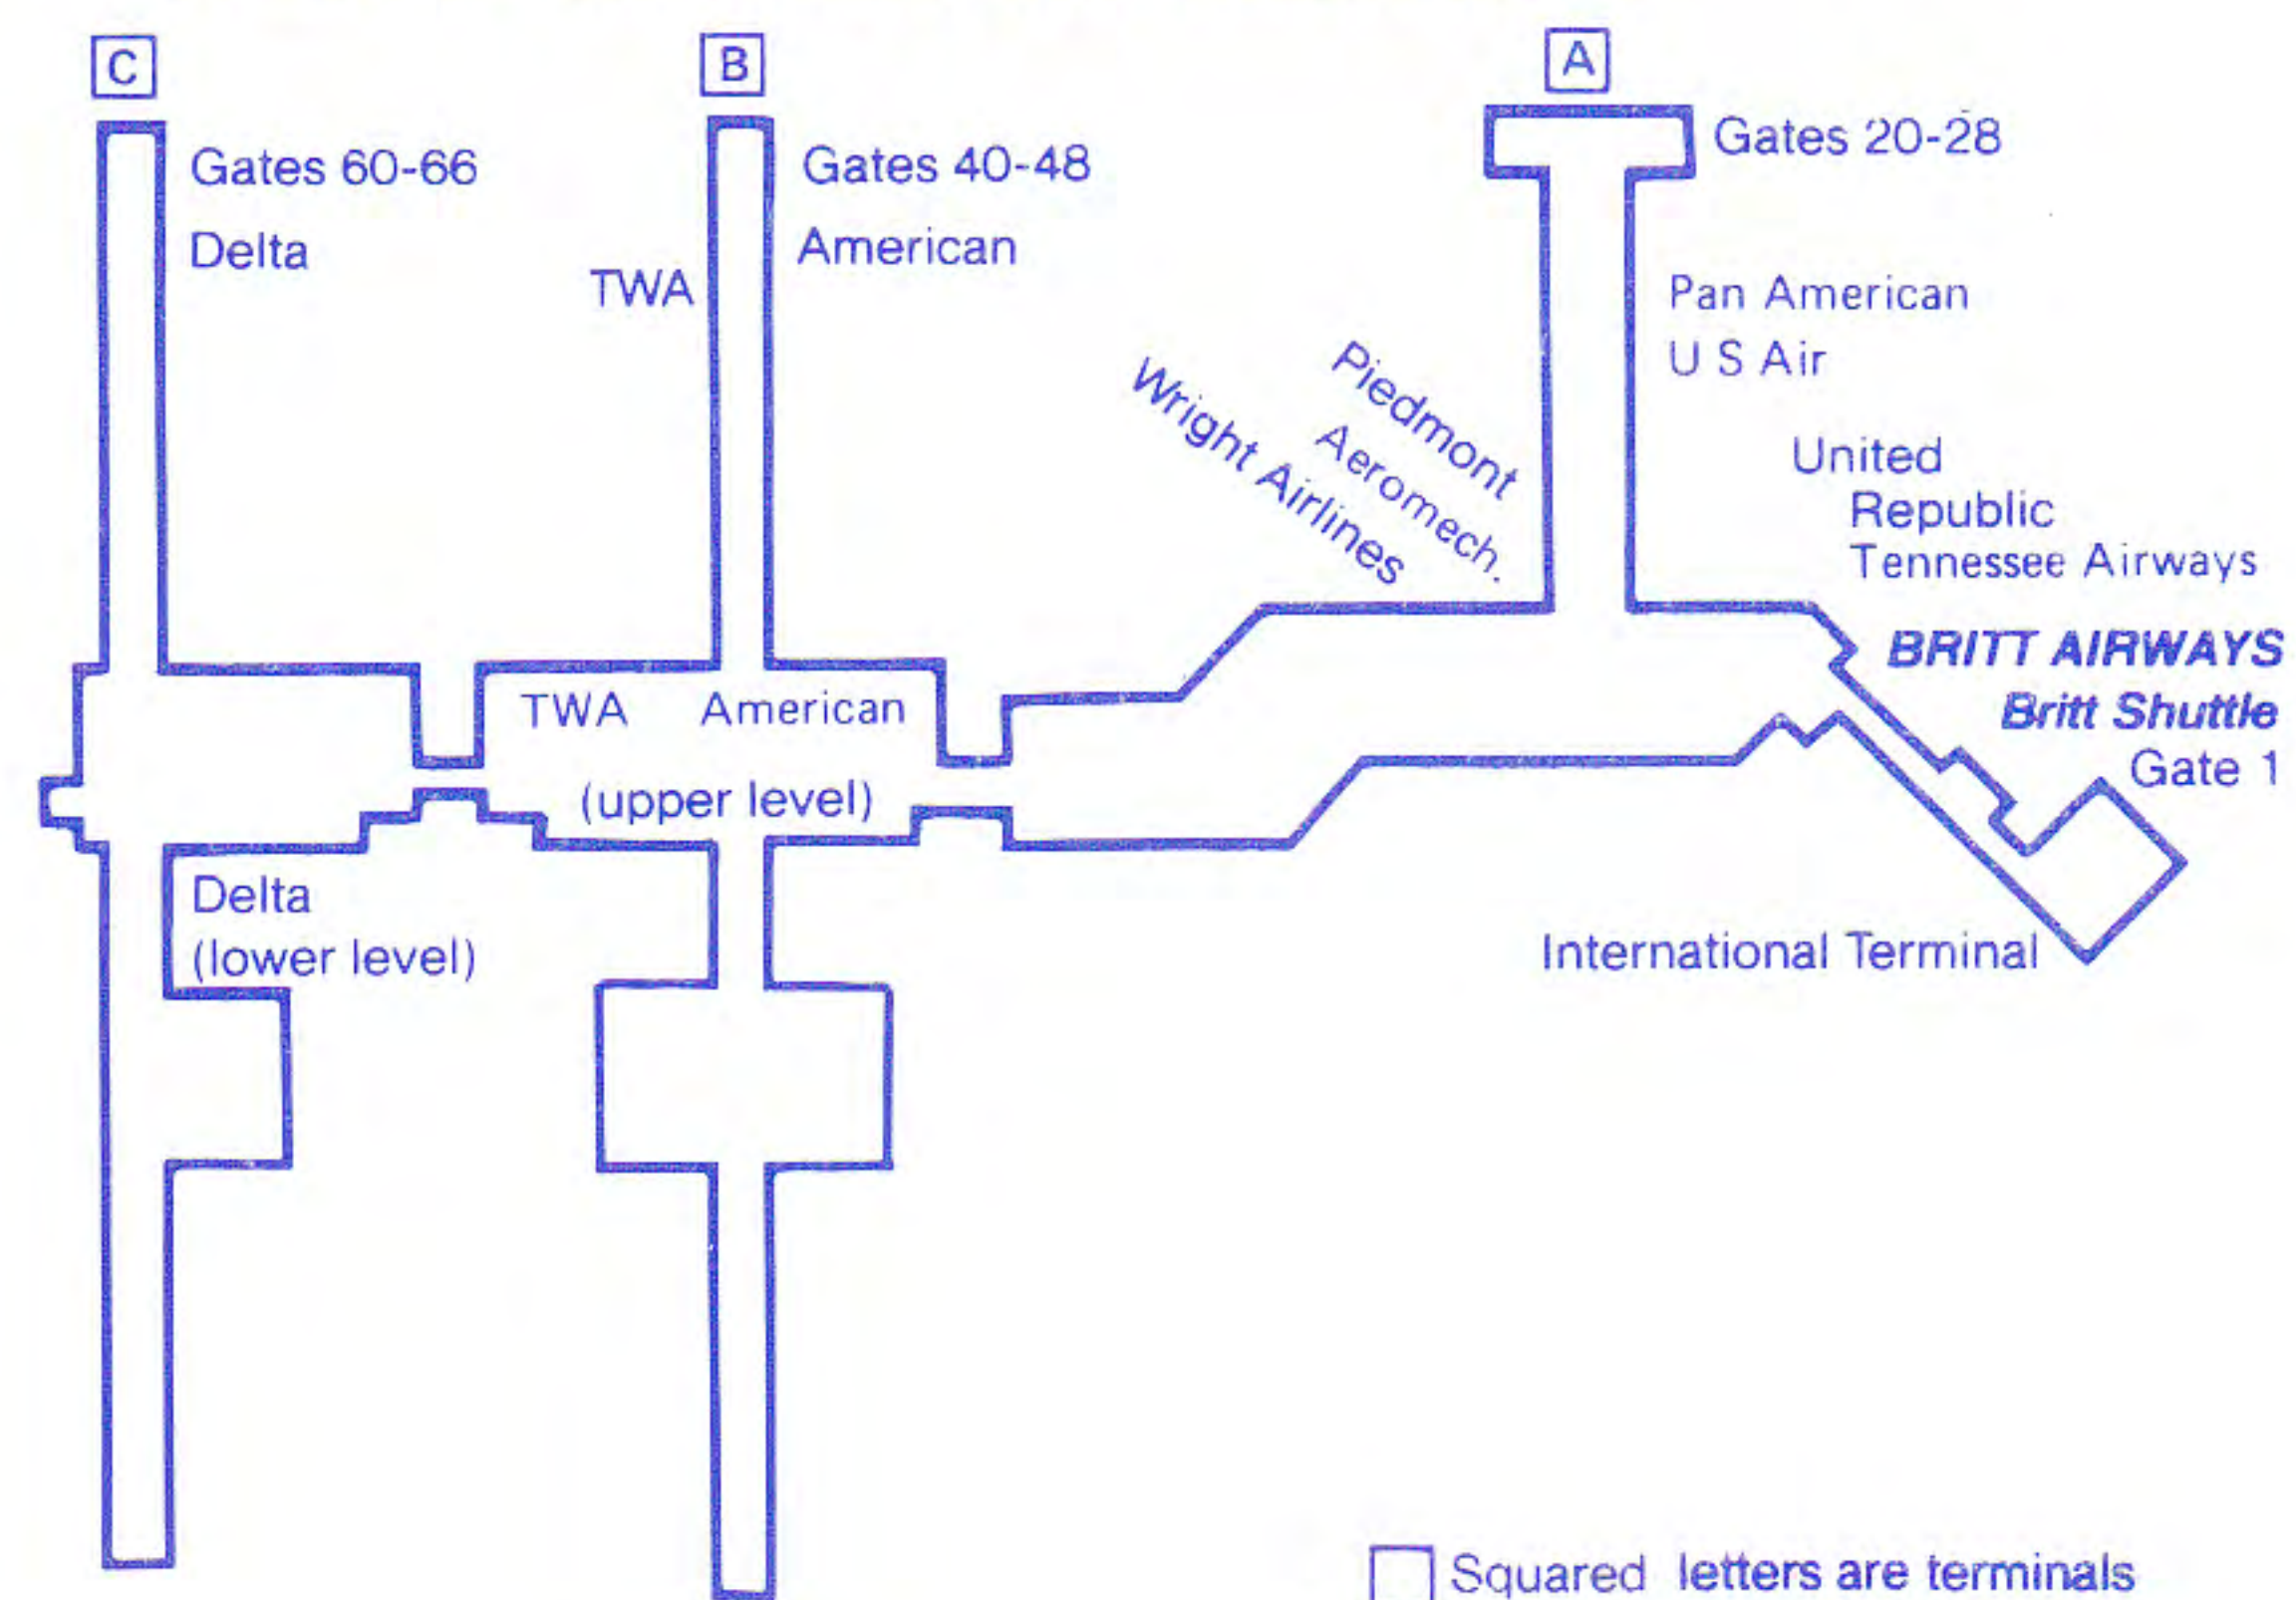 C
B
A
Gates 60-66
Delta
Gates 40-48
American
TWA
Gates 20-28
Pan American
U S Air
Piedmont
Aeromech.
Wright Airlines
United
Republic
Tennessee Airways
BRITT AIRWAYS
Britt Shuttle
Gate 1
TWA American
(upper level)
Delta
(lower level)
International Terminal
Squared letters are terminals